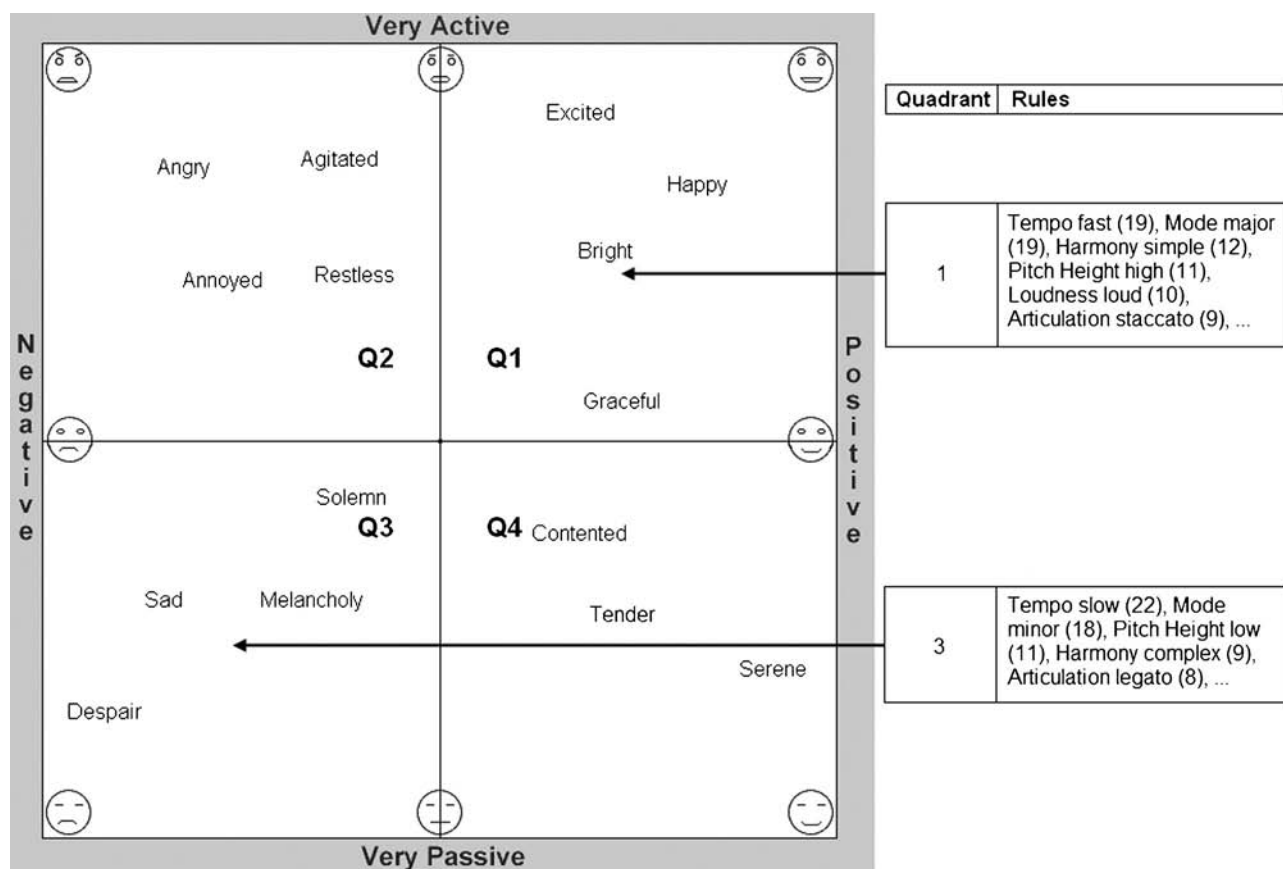 Very Active
Excited
Agitated
Angry
Happy
Bright
Restless
Annoyed
Q2
Q1
Graceful
Negative
Positive
Solemn
Q3
Q4
Contented
Sad
Melancholy
Tender
Serene
Despair
Very Passive
Quadrant Rules
1
Tempo fast (19), Mode major
(19), Harmony simple (12),
Pitch Height high (11),
Loudness loud (10),
Articulation staccato (9), ...
3
Tempo slow (22), Mode
minor (18), Pitch Height low
(11), Harmony complex (9),
Articulation legato (8), ...